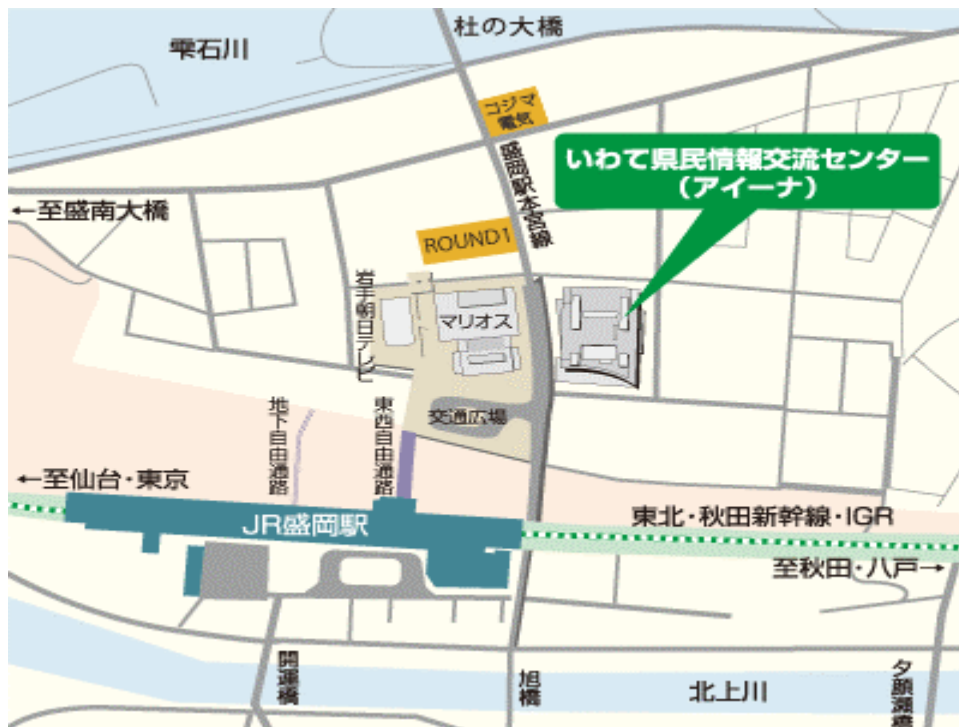 雫石川
杜の大橋
コジマ
電気
盛岡駅本宮線
いわて県民情報交流センター
（アイーナ）
←至盛南大橋
ROUND1
岩手朝日テレビ
マリオス
地下自由通路
東西自由通路
交通広場
←至仙台・東京
JR盛岡駅
東北・秋田新幹線・IGR
至秋田・八戸→
開運橋
旭橋
北上川
夕顔瀬橋